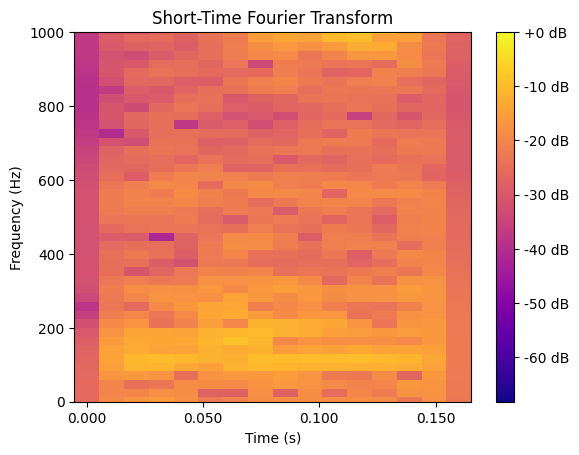 Short-Time Fourier Transform
1000
800
600
400
200
0
Frequency (Hz)
0.000
0.050
0.100
0.150
Time (s)
+0 dB
-10 dB
-20 dB
-30 dB
-40 dB
-50 dB
-60 dB